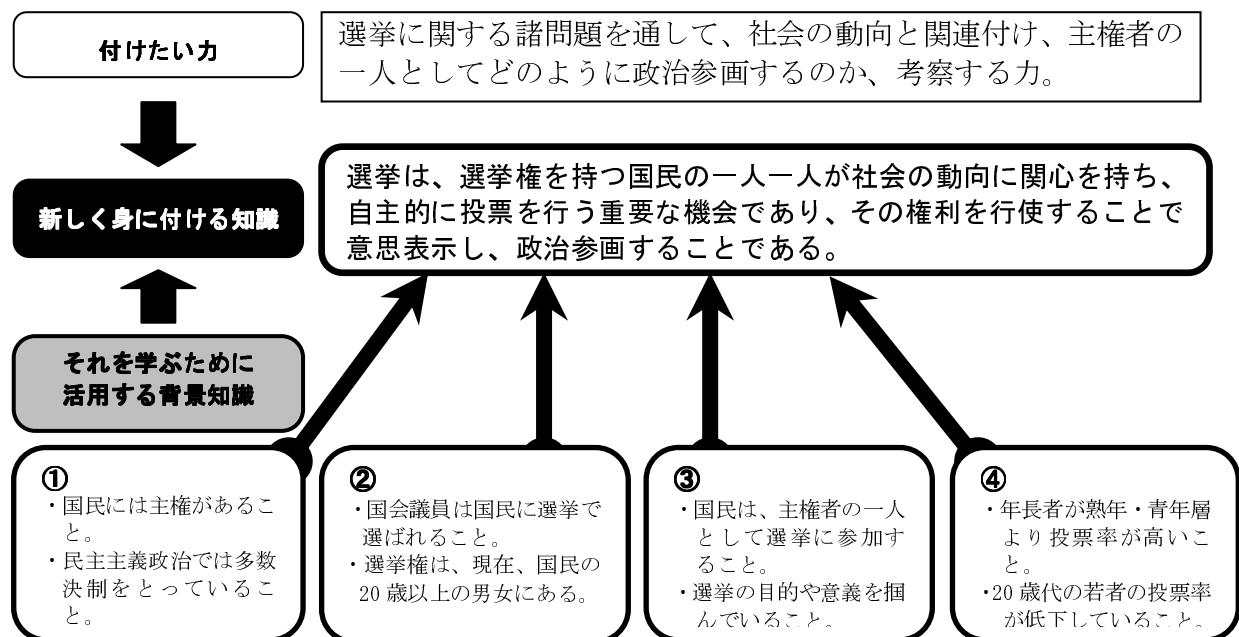 付けたい力
選挙に関する諸問題を通して、社会の動向と関連付け、主権者の
一人としてどのように政治参画するのか、考察する力。
新しく身に付ける知識
選挙は、選挙権を持つ国民の一人一人が社会の動向に関心を持ち、
自主的に投票を行う重要な機会であり、その権利を行使することで
意思表示し、政治参画することである。
それを学ぶために
活用する背景知識
①
・国民には主権があるこ
と。
・民主主義政治では多数
決制をとっているこ
と。
②
・国会議員は国民に選挙で
選ばれること。
・選挙権は、現在、国民の
20歳以上の男女にある。
③
・国民は、主権者の一人
として選挙に参加す
ること。
・選挙の目的や意義を掴
んでいること。
④
・年長者が熟年・青年層
より投票率が高いこ
と。
・20歳代の若者の投票率
が低下していること。